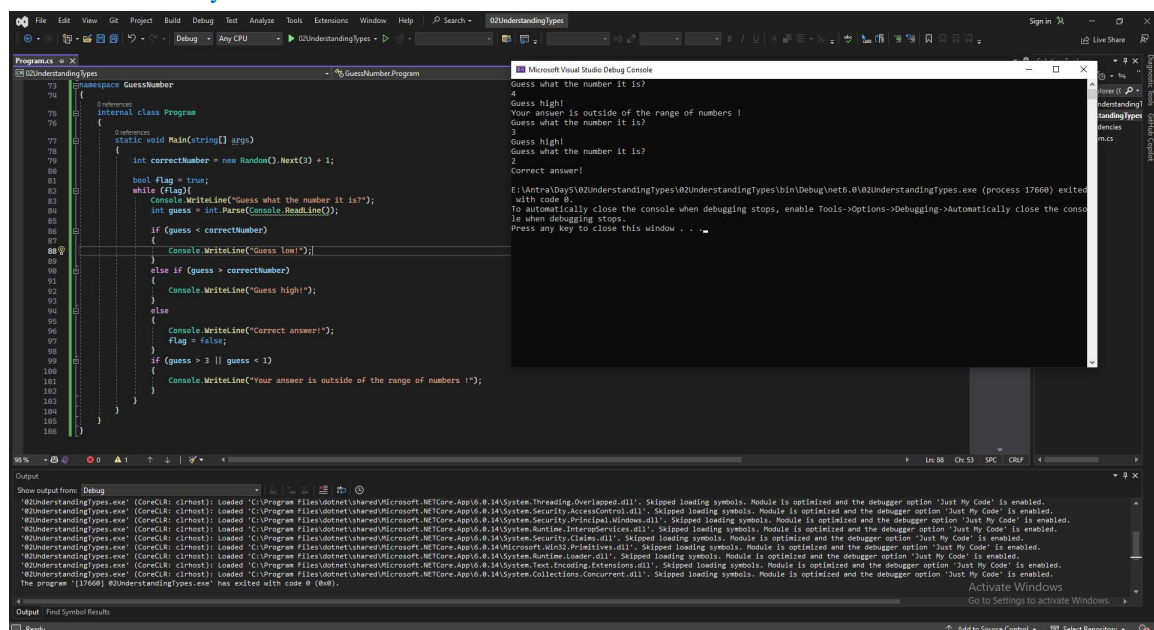 File Edit View Git Project Build Debug Test Analyze Tools Extensions Window Help Search 02UnderstandingTypes Sign in
Debug Any CPU 02UnderstandingTypes Live Share
Program.cs
02UnderstandingTypes GuessNumber.Program
73 namespace GuessNumber
74 {
0 references
75 internal class Program
76 {
0 references
77 static void Main(string[] args)
78 {
79 int correctNumber = new Random().Next(3) + 1;
80
81 bool flag = true;
82 while (flag){
83 Console.WriteLine("Guess what the number it is?");
84 int guess = int.Parse(Console.ReadLine());
85
86 if (guess < correctNumber)
87 {
88 Console.WriteLine("Guess low!");
89 }
90 else if (guess > correctNumber)
91 {
92 Console.WriteLine("Guess high!");
93 }
94 else
95 {
96 Console.WriteLine("Correct answer!");
97 flag = false;
98 }
99 if (guess > 3 || guess < 1)
100 {
101 Console.WriteLine("Your answer is outside of the range of numbers !");
102 }
103 }
104 }
105 }
106 }
Microsoft Visual Studio Debug Console
Guess what the number it is?
4
Guess high!
Your answer is outside of the range of numbers !
Guess what the number it is?
3
Guess high!
Guess what the number it is?
2
Correct answer!
E:\Antra\Day5\02UnderstandingTypes\02UnderstandingTypes\bin\Debug\net6.0\02UnderstandingTypes.exe (process 17660) exited
with code 0.
To automatically close the console when debugging stops, enable Tools->Options->Debugging->Automatically close the conso
le when debugging stops.
Press any key to close this window . . .
Diagnostic Tools
GitHub Copilot
98 % 0 1 Ln: 88 Ch: 53 SPC CRLF
Output
Show output from: Debug
'02UnderstandingTypes.exe' (CoreCLR: clrhost): Loaded 'C:\Program Files\dotnet\shared\Microsoft.NETCore.App\6.0.14\System.Threading.Overlapped.dll'. Skipped loading symbols. Module is optimized and the debugger option 'Just My Code' is enabled.
'02UnderstandingTypes.exe' (CoreCLR: clrhost): Loaded 'C:\Program Files\dotnet\shared\Microsoft.NETCore.App\6.0.14\System.Security.AccessControl.dll'. Skipped loading symbols. Module is optimized and the debugger option 'Just My Code' is enabled.
'02UnderstandingTypes.exe' (CoreCLR: clrhost): Loaded 'C:\Program Files\dotnet\shared\Microsoft.NETCore.App\6.0.14\System.Security.Principal.Windows.dll'. Skipped loading symbols. Module is optimized and the debugger option 'Just My Code' is enabled.
'02UnderstandingTypes.exe' (CoreCLR: clrhost): Loaded 'C:\Program Files\dotnet\shared\Microsoft.NETCore.App\6.0.14\System.Runtime.InteropServices.dll'. Skipped loading symbols. Module is optimized and the debugger option 'Just My Code' is enabled.
'02UnderstandingTypes.exe' (CoreCLR: clrhost): Loaded 'C:\Program Files\dotnet\shared\Microsoft.NETCore.App\6.0.14\System.Security.Claims.dll'. Skipped loading symbols. Module is optimized and the debugger option 'Just My Code' is enabled.
'02UnderstandingTypes.exe' (CoreCLR: clrhost): Loaded 'C:\Program Files\dotnet\shared\Microsoft.NETCore.App\6.0.14\Microsoft.Win32.Primitives.dll'. Skipped loading symbols. Module is optimized and the debugger option 'Just My Code' is enabled.
'02UnderstandingTypes.exe' (CoreCLR: clrhost): Loaded 'C:\Program Files\dotnet\shared\Microsoft.NETCore.App\6.0.14\System.Runtime.Loader.dll'. Skipped loading symbols. Module is optimized and the debugger option 'Just My Code' is enabled.
'02UnderstandingTypes.exe' (CoreCLR: clrhost): Loaded 'C:\Program Files\dotnet\shared\Microsoft.NETCore.App\6.0.14\System.Text.Encoding.Extensions.dll'. Skipped loading symbols. Module is optimized and the debugger option 'Just My Code' is enabled.
'02UnderstandingTypes.exe' (CoreCLR: clrhost): Loaded 'C:\Program Files\dotnet\shared\Microsoft.NETCore.App\6.0.14\System.Collections.Concurrent.dll'. Skipped loading symbols. Module is optimized and the debugger option 'Just My Code' is enabled.
The program '[17660] 02UnderstandingTypes.exe' has exited with code 0 (0x0).
Activate Windows
Go to Settings to activate Windows.
Output Find Symbol Results
Ready Add to Source Control Select Repository